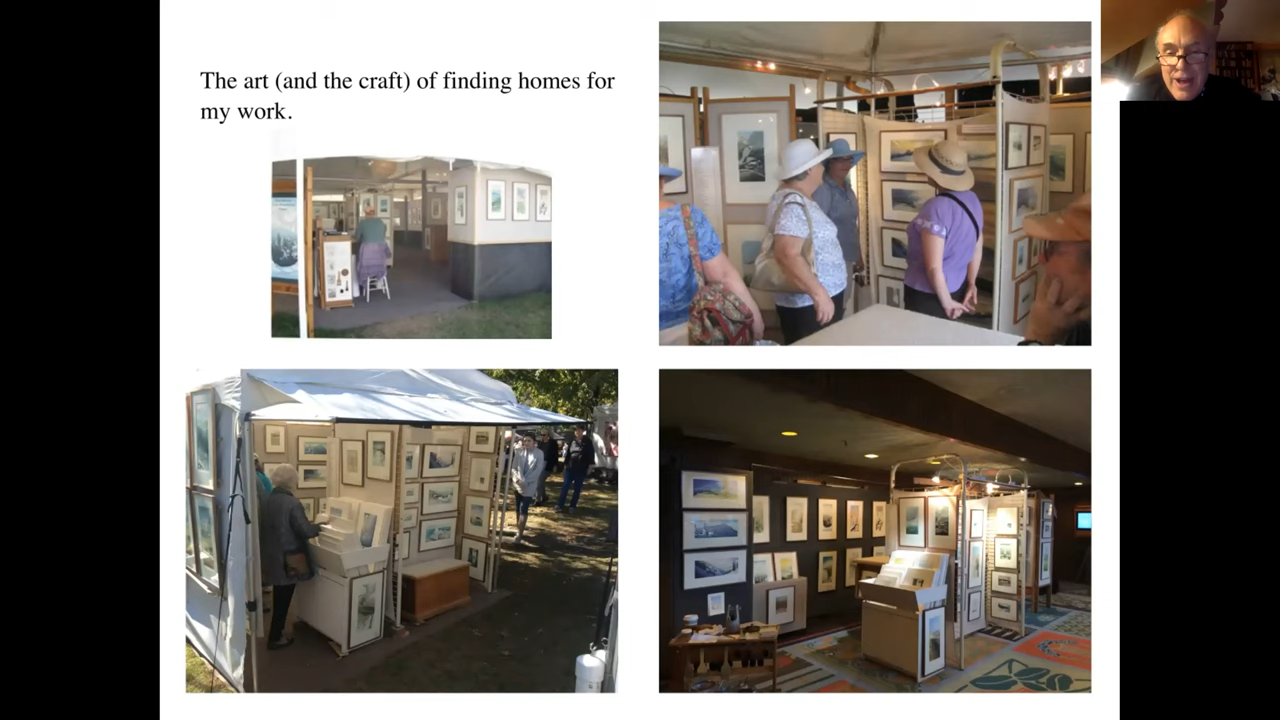 The art (and the craft) of finding homes for
my work.